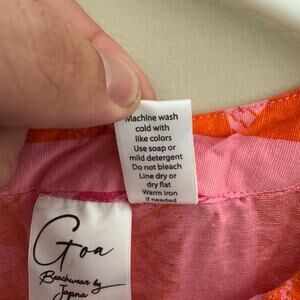 Machine wash
cold with
like colors
Use soap or
mild detergent
Do not bleach
Line dry or
dry flat
Warm iron
if needed
Goa
Beachwear by
Japna